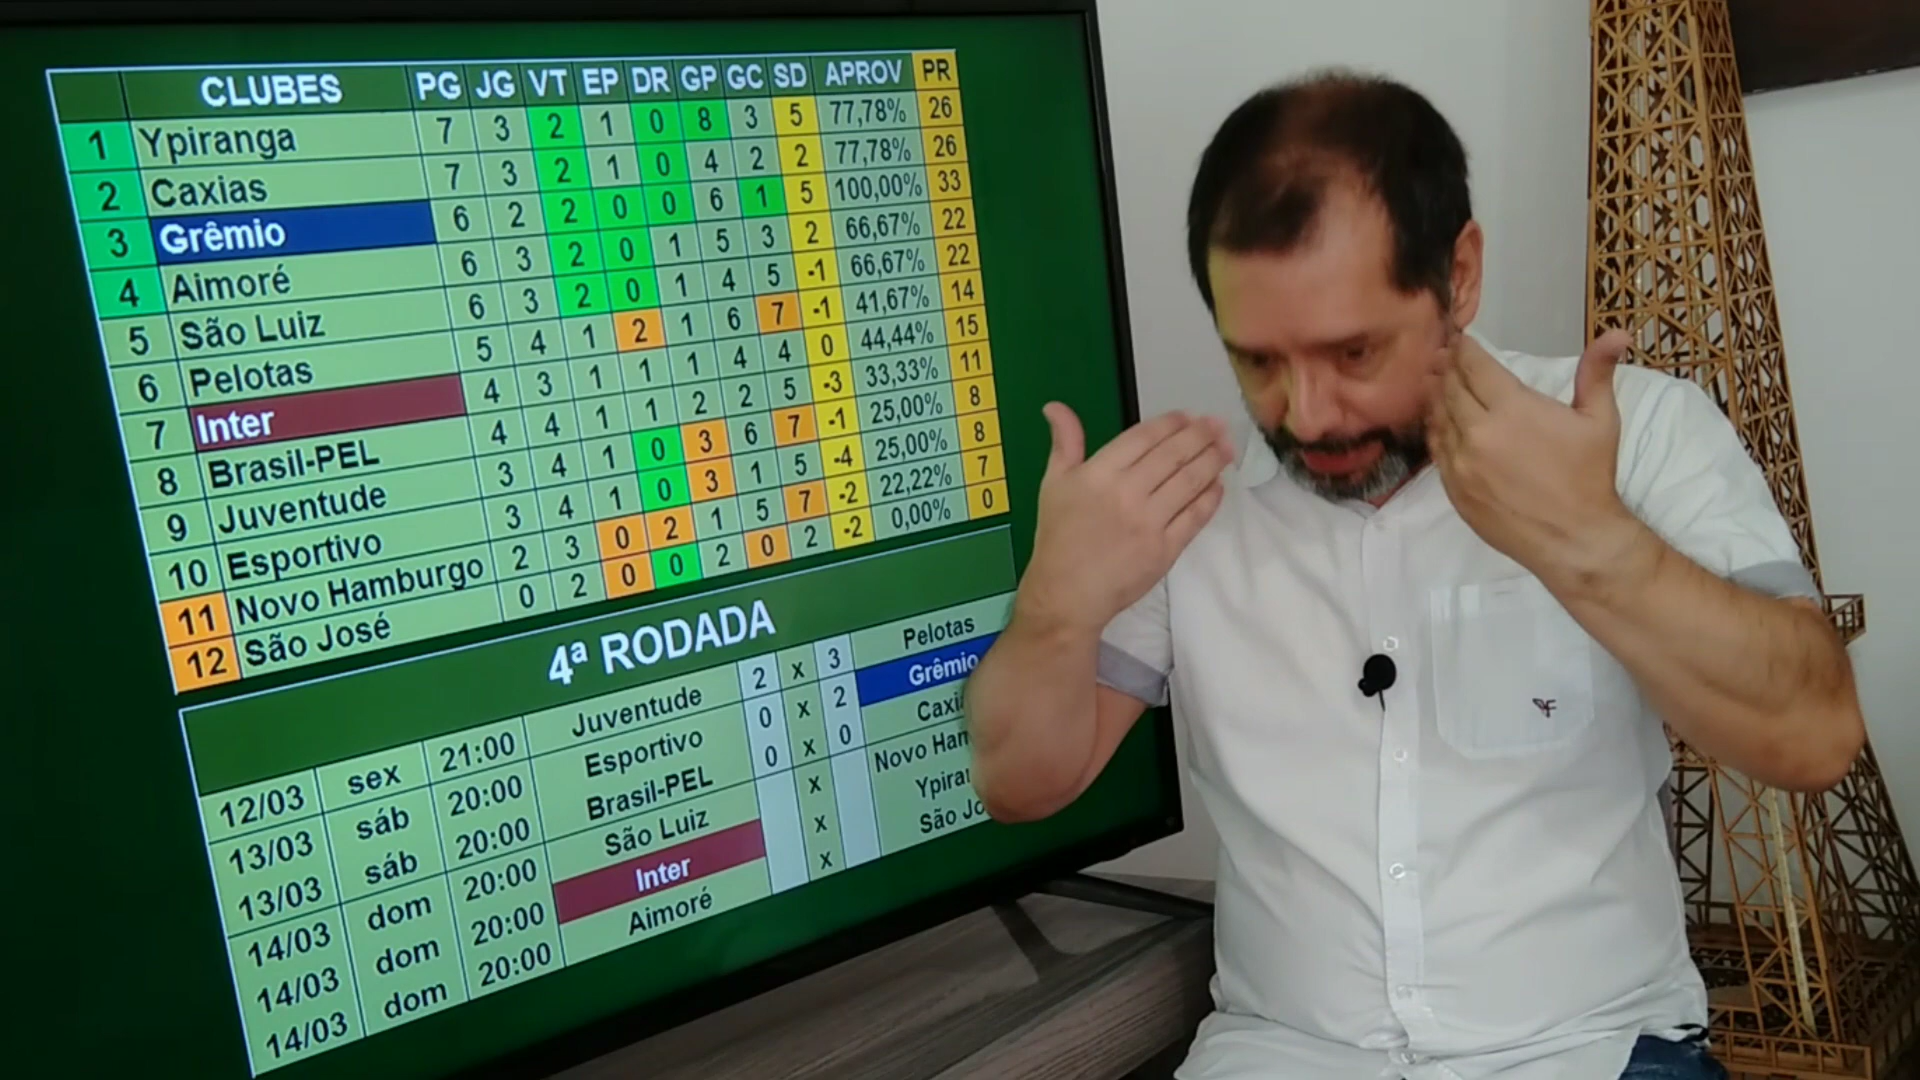 CLUBES PG JG VT EP DR GP GC SD APROV PR
1 Ypiranga 7 3 2 1 0 8 3 5 77,78% 26
2 Caxias 7 3 2 1 0 4 2 2 77,78% 26
3 Grêmio 6 2 2 0 0 6 1 5 100,00% 33
4 Aimoré 6 3 2 0 1 5 3 2 66,67% 22
5 São Luiz 6 3 2 0 1 4 5 -1 66,67% 22
6 Pelotas 5 4 1 2 1 6 7 -1 41,67% 14
7 Inter 4 3 1 1 1 4 4 0 44,44% 15
8 Brasil-PEL 4 4 1 1 2 2 5 -3 33,33% 11
9 Juventude 3 4 1 0 3 6 7 -1 25,00% 8
10 Esportivo 3 4 1 0 3 1 5 -4 25,00% 8
11 Novo Hamburgo 2 3 0 2 1 5 7 -2 22,22% 7
12 São José 0 2 0 0 2 0 2 -2 0,00% 0
4ª RODADA
12/03 sex 21:00 Juventude 2 x 3 Pelotas
13/03 sáb 20:00 Esportivo 0 x 2 Grêmio
13/03 sáb 20:00 Brasil-PEL 0 x 0 Caxi
14/03 dom 20:00 São Luiz x Novo Ham
14/03 dom 20:00 Inter x Ypiran
14/03 dom 20:00 Aimoré x São Jo